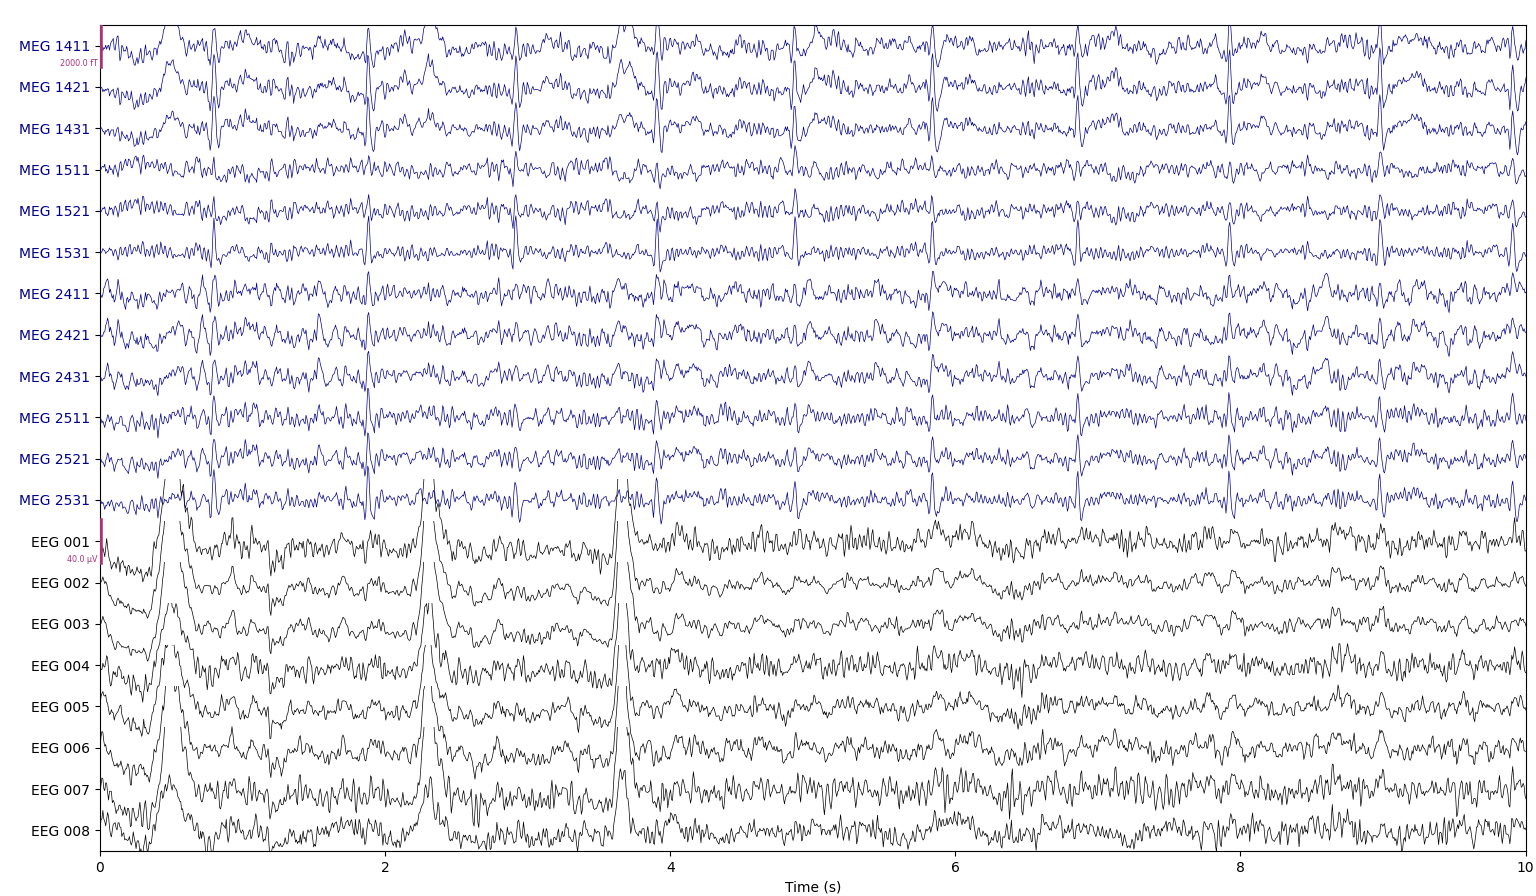 MEG 1411
2000.0 fT
MEG 1421
MEG 1431
MEG 1511
MEG 1521
MEG 1531
MEG 2411
MEG 2421
MEG 2431
MEG 2511
MEG 2521
MEG 2531
EEG 001
40.0 µV
EEG 002
EEG 003
EEG 004
EEG 005
EEG 006
EEG 007
EEG 008
0 2 4 6 8 10
Time (s)